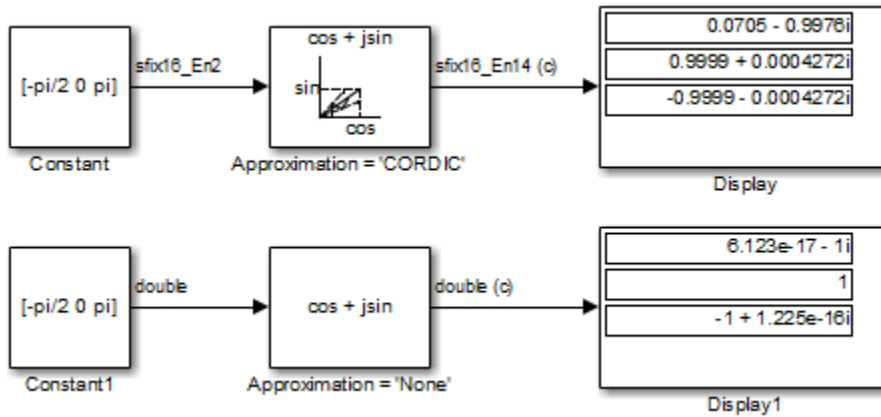 [-pi/2 0 pi]
Constant
sfix16_En2
cos + jsin
sin
cos
Approximation = 'CORDIC'
sfix16_En14 (c)
0.0705 - 0.9976i
0.9999 + 0.0004272i
-0.9999 - 0.0004272i
Display
[-pi/2 0 pi]
Constant1
double
cos + jsin
Approximation = 'None'
double (c)
6.123e-17 - 1i
1
-1 + 1.225e-16i
Display1